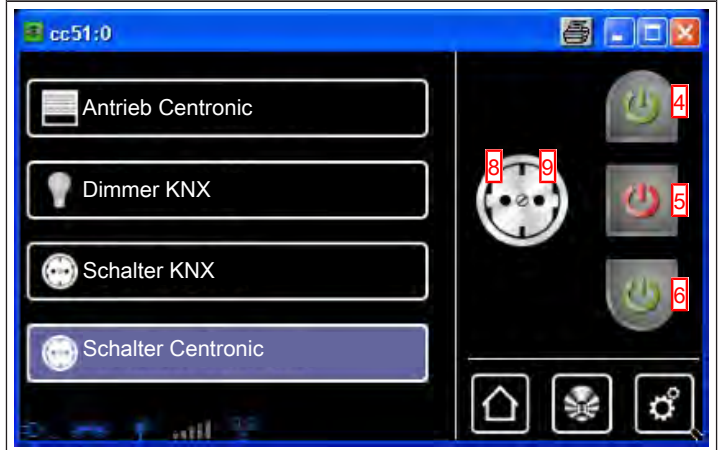 cc51:0
Antrieb Centronic
Dimmer KNX
Schalter KNX
Schalter Centronic
4
8 9
5
6